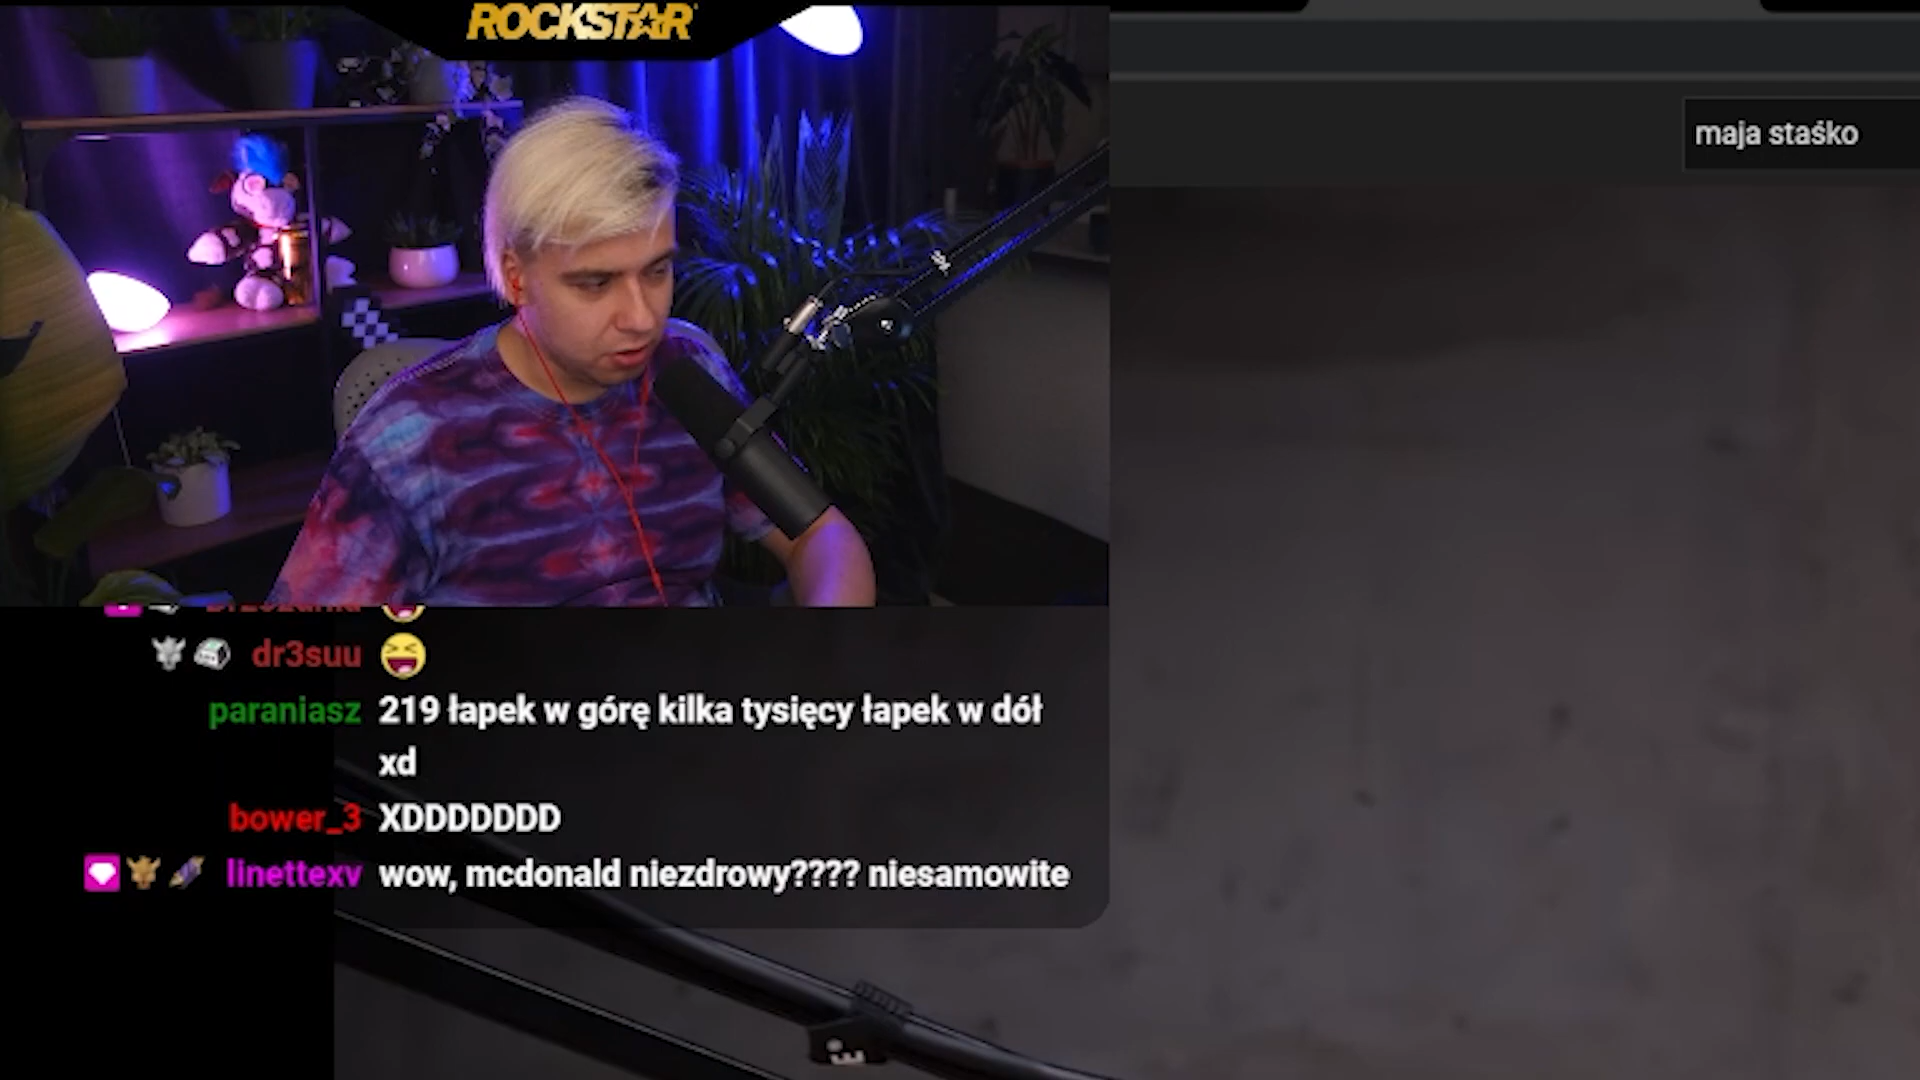 ROCKSTAR
maja staśko
dr3suu
paraniasz 219 łapek w górę kilka tysięcy łapek w dół
xd
bower_3 XDDDDDDD
linettexv wow, mcdonald niezdrowy???? niesamowite